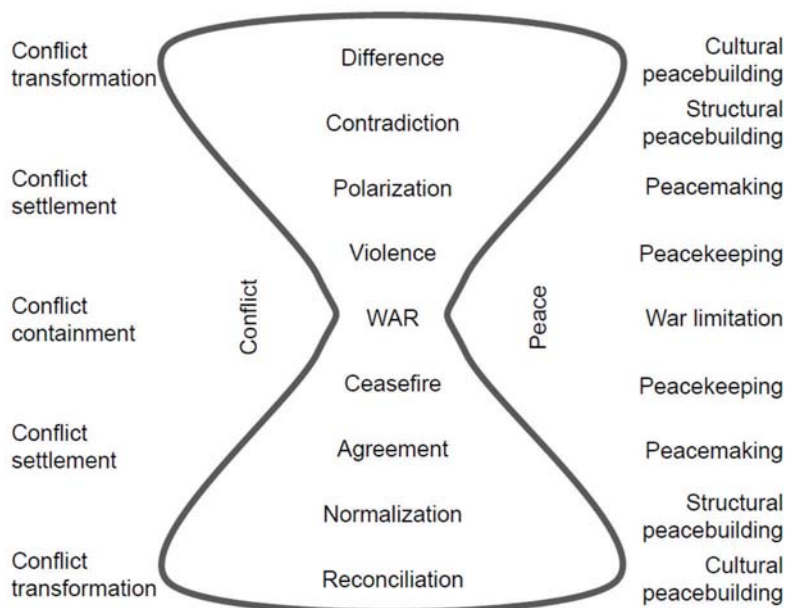 Conflict
transformation
Difference
Cultural
peacebuilding
Contradiction
Structural
peacebuilding
Conflict
settlement
Polarization
Peacemaking
Violence
Peacekeeping
Conflict
containment
Conflict
WAR
Peace
War limitation
Ceasefire
Peacekeeping
Conflict
settlement
Agreement
Peacemaking
Normalization
Structural
peacebuilding
Conflict
transformation
Reconciliation
Cultural
peacebuilding